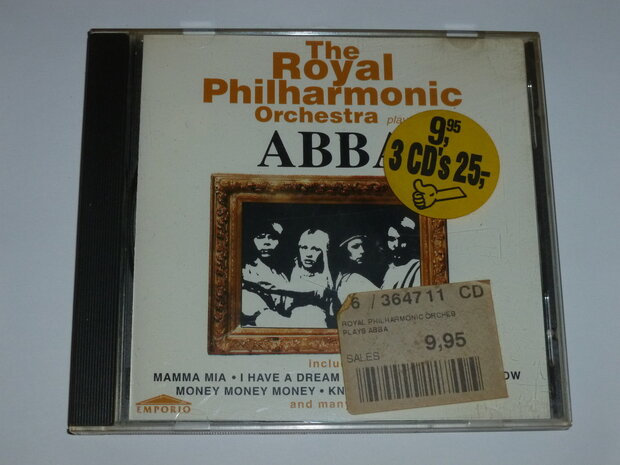 The
Royal
Philharmonic
Orchestra
ABBA
9,95
3 CD's 25,-
6 / 364711 CD
ROYAL PHILHARMONIC ORCHES
PLAYS ABBA
SALES 9,95
MAMMA MIA • I HAVE A DREAM
MONEY MONEY MONEY •
and many
EMPORIO